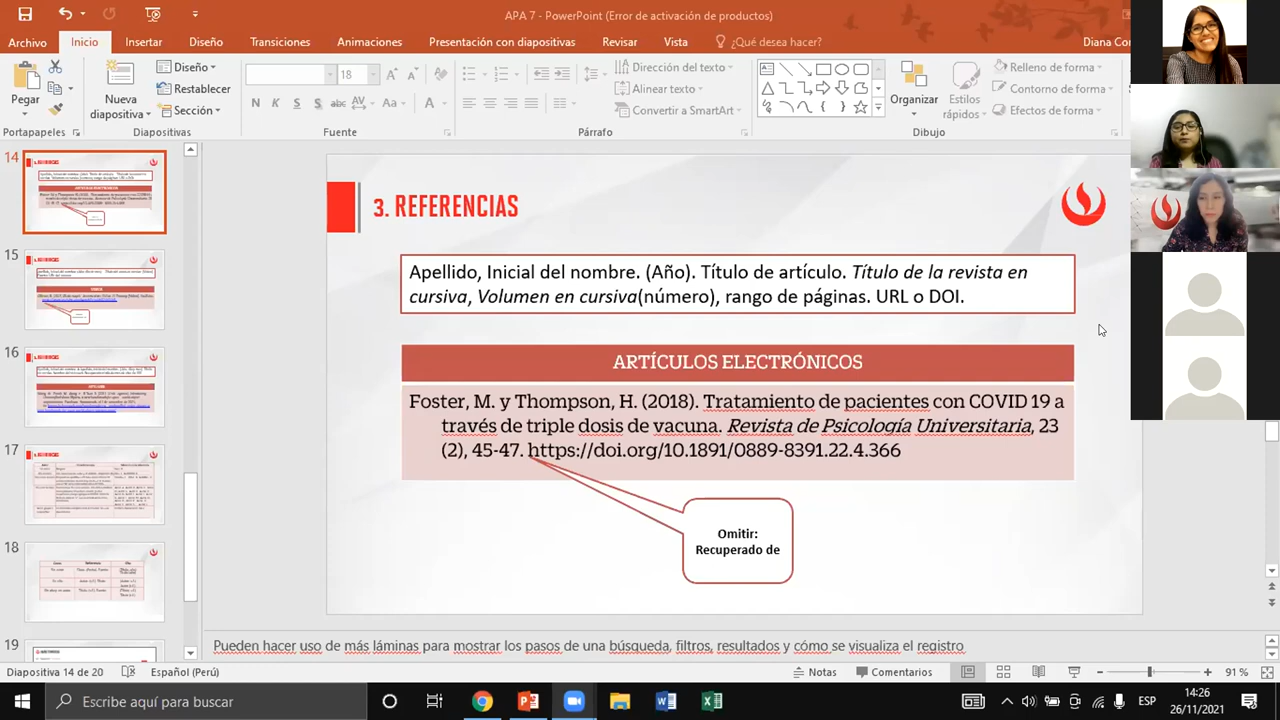 APA 7 - PowerPoint (Error de activación de productos)
Archivo Inicio Insertar Diseño Transiciones Animaciones Presentación con diapositivas Revisar Vista ¿Qué desea hacer? Diana Cor
Pegar
Nueva diapositiva
Diseño
Restablecer
Sección
18
N K S S abc AV Aa A
Dirección del texto
Alinear texto
Convertir a SmartArt
Organizar
Estilos rápidos
Relleno de forma
Contorno de forma
Efectos de forma
Portapapeles Diapositivas Fuente Párrafo Dibujo
14
15
16
17
18
19
3. REFERENCIAS
Apellido, Inicial del nombre. (Año). Título de artículo. Título de la revista en
cursiva, Volumen en cursiva(número), rango de páginas. URL o DOI.
ARTÍCULOS ELECTRÓNICOS
Foster, M. y Thompson, H. (2018). Tratamiento de pacientes con COVID 19 a
través de triple dosis de vacuna. Revista de Psicología Universitaria, 23
(2), 45-47. https://doi.org/10.1891/0889-8391.22.4.366
Omitir:
Recuperado de
Pueden hacer uso de más láminas para mostrar los pasos de una búsqueda, filtros, resultados y cómo se visualiza el registro
Diapositiva 14 de 20 Español (Perú) Notas Comentarios 91 %
Escribe aquí para buscar
ESP
14:26
26/11/2021